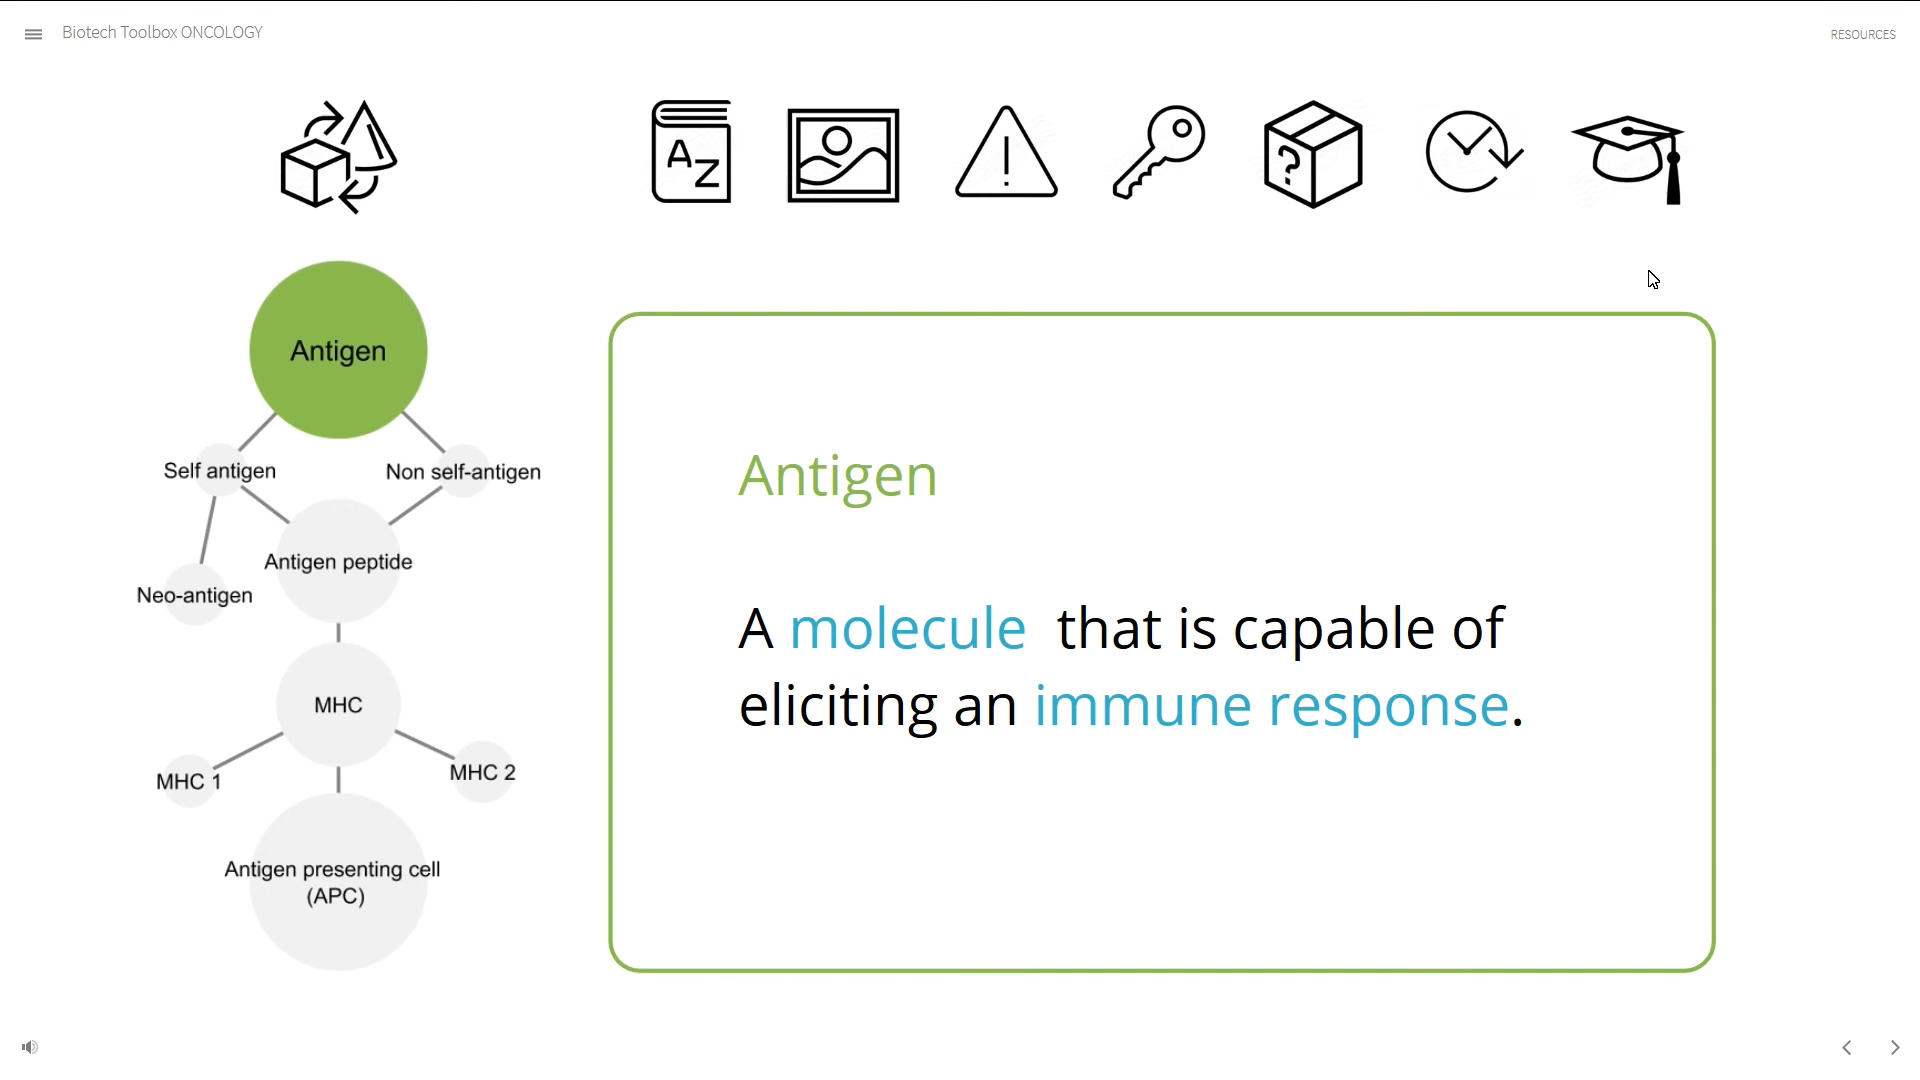 Biotech Toolbox ONCOLOGY
RESOURCES
A
Z
?
Antigen
Self antigen
Non self-antigen
Antigen peptide
Neo-antigen
MHC
MHC 1
MHC 2
Antigen presenting cell
(APC)
Antigen
A molecule that is capable of
eliciting an immune response.